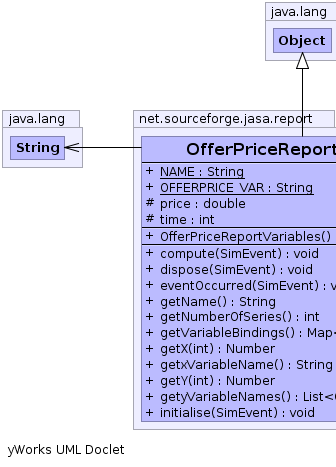 java.lang
Object
java.lang
String
net.sourceforge.jasa.report
OfferPriceReport
+ NAME : String
+ OFFERPRICE_VAR : String
# price : double
# time : int
+ OfferPriceReportVariables()
+ compute(SimEvent) : void
+ dispose(SimEvent) : void
+ eventOccurred(SimEvent) : v
+ getName() : String
+ getNumberOfSeries() : int
+ getVariableBindings() : Map<
+ getX(int) : Number
+ getxVariableName() : String
+ getY(int) : Number
+ getyVariableNames() : List<
+ initialise(SimEvent) : void
yWorks UML Doclet